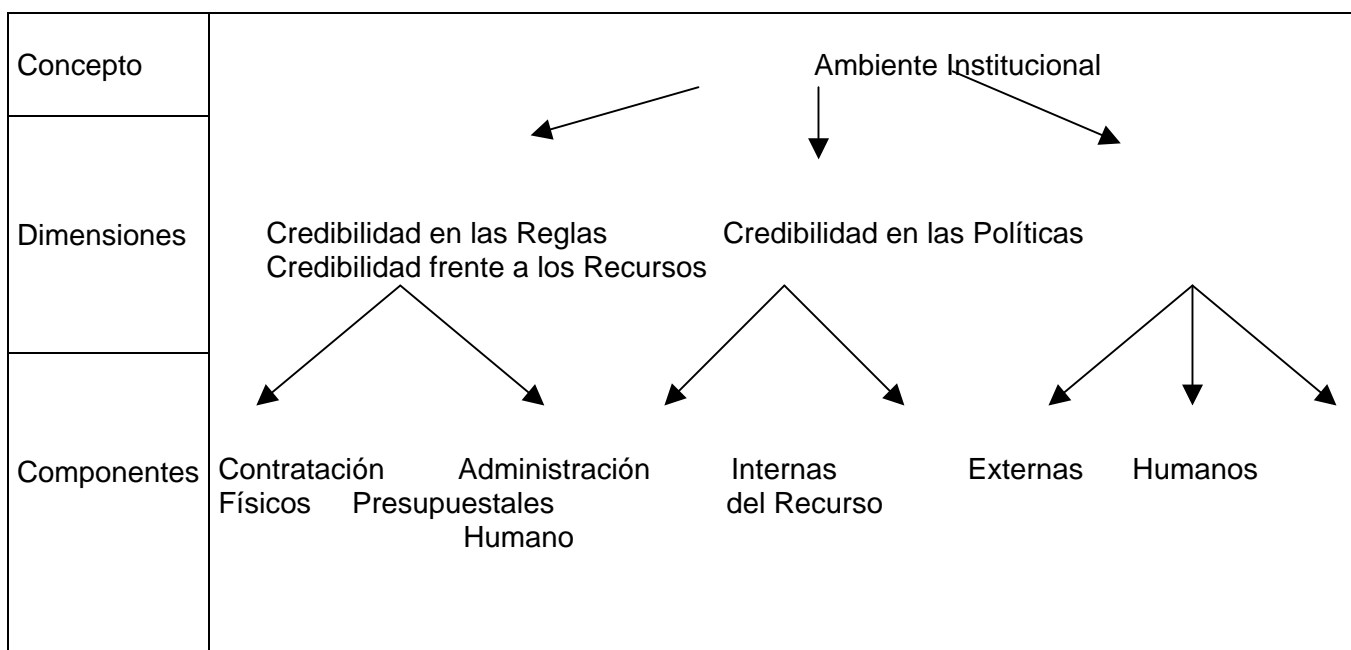 Concepto
Ambiente Institucional
Dimensiones
Credibilidad en las Reglas Credibilidad en las Políticas
Credibilidad frente a los Recursos
Componentes
Contratación Administración Internas Externas Humanos
Físicos Presupuestales del Recurso
Humano